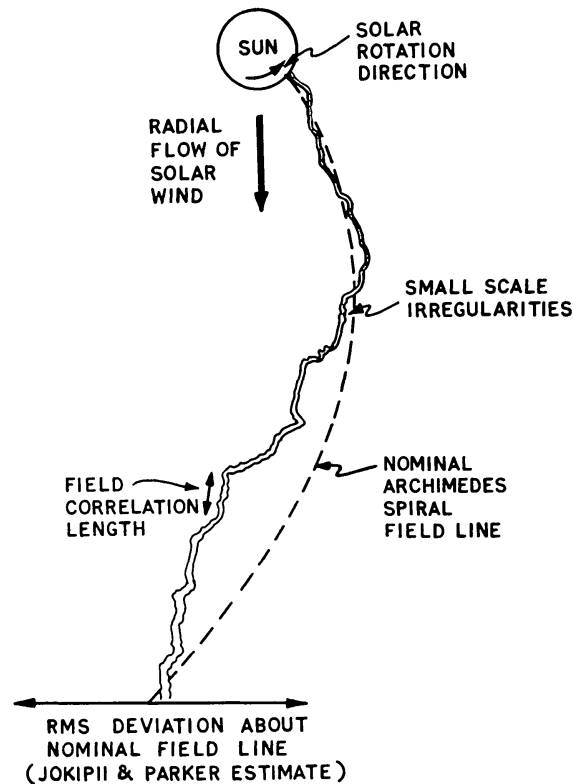 SUN
SOLAR
ROTATION
DIRECTION
RADIAL
FLOW OF
SOLAR
WIND
SMALL SCALE
IRREGULARITIES
NOMINAL
ARCHIMEDES
SPIRAL
FIELD LINE
FIELD
CORRELATION
LENGTH
RMS DEVIATION ABOUT
NOMINAL FIELD LINE
(JOKIPII & PARKER ESTIMATE)